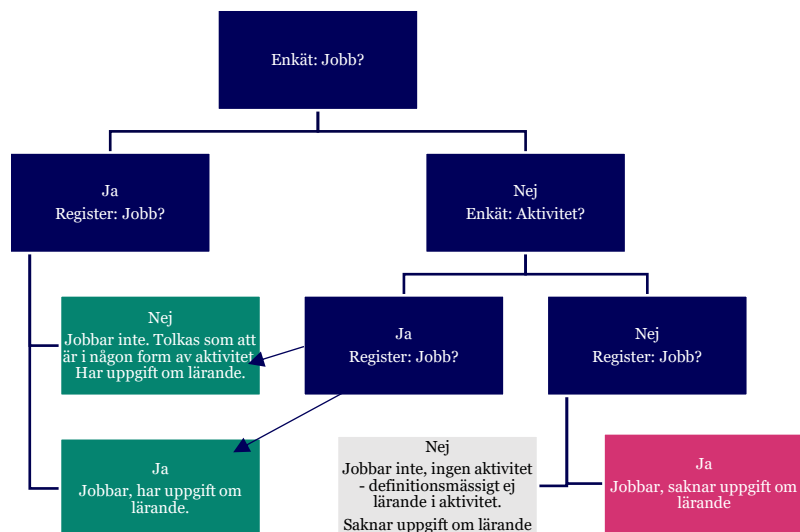 Enkät: Jobb?
Ja
Register: Jobb?
Nej
Enkät: Aktivitet?
Nej
Jobbar inte. Tolkas som att
är i någon form av aktivitet.
Har uppgift om lärande.
Ja
Register: Jobb?
Nej
Register: Jobb?
Ja
Jobbar, har uppgift om
lärande.
Nej
Jobbar inte, ingen aktivitet
- definitionsmässigt ej
lärande i aktivitet.
Saknar uppgift om lärande
Ja
Jobbar, saknar uppgift om
lärande